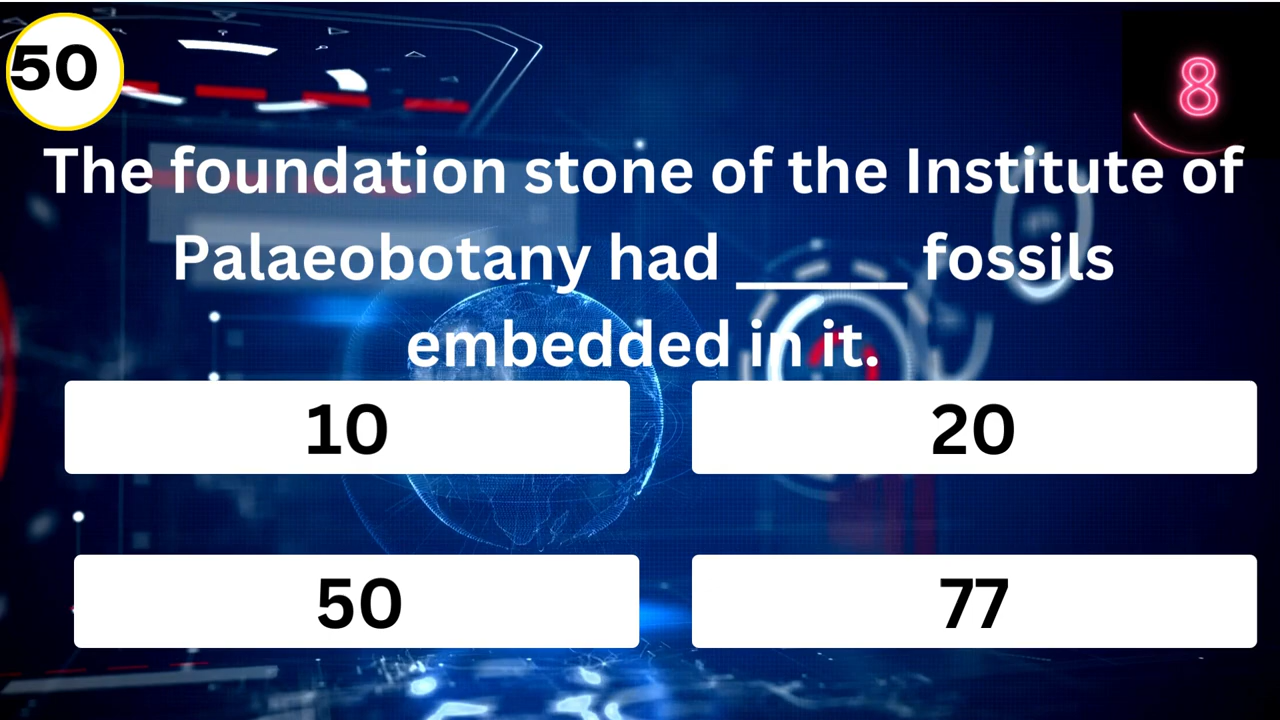 50
8
The foundation stone of the Institute of
Palaeobotany had ______ fossils
embedded in it.
10
20
50
77